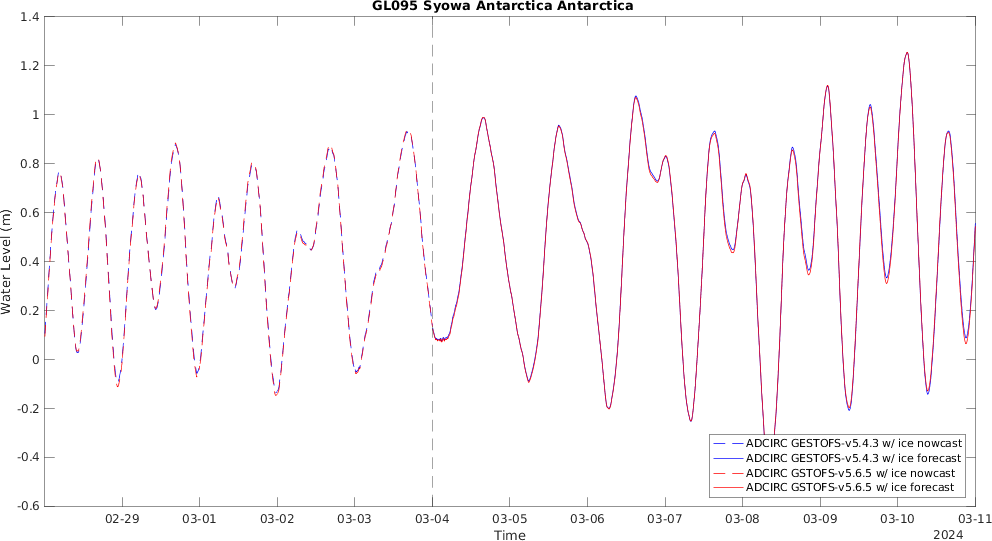 GL095 Syowa Antarctica Antarctica
1.4
1.2
1
0.8
0.6
0.4
0.2
0
-0.2
-0.4
-0.6
Water Level (m)
ADCIRC GESTOFS-v5.4.3 w/ ice nowcast
ADCIRC GESTOFS-v5.4.3 w/ ice forecast
ADCIRC GSTOFS-v5.6.5 w/ ice nowcast
ADCIRC GSTOFS-v5.6.5 w/ ice forecast
02-29 03-01 03-02 03-03 03-04 03-05 03-06 03-07 03-08 03-09 03-10 03-11
Time 2024